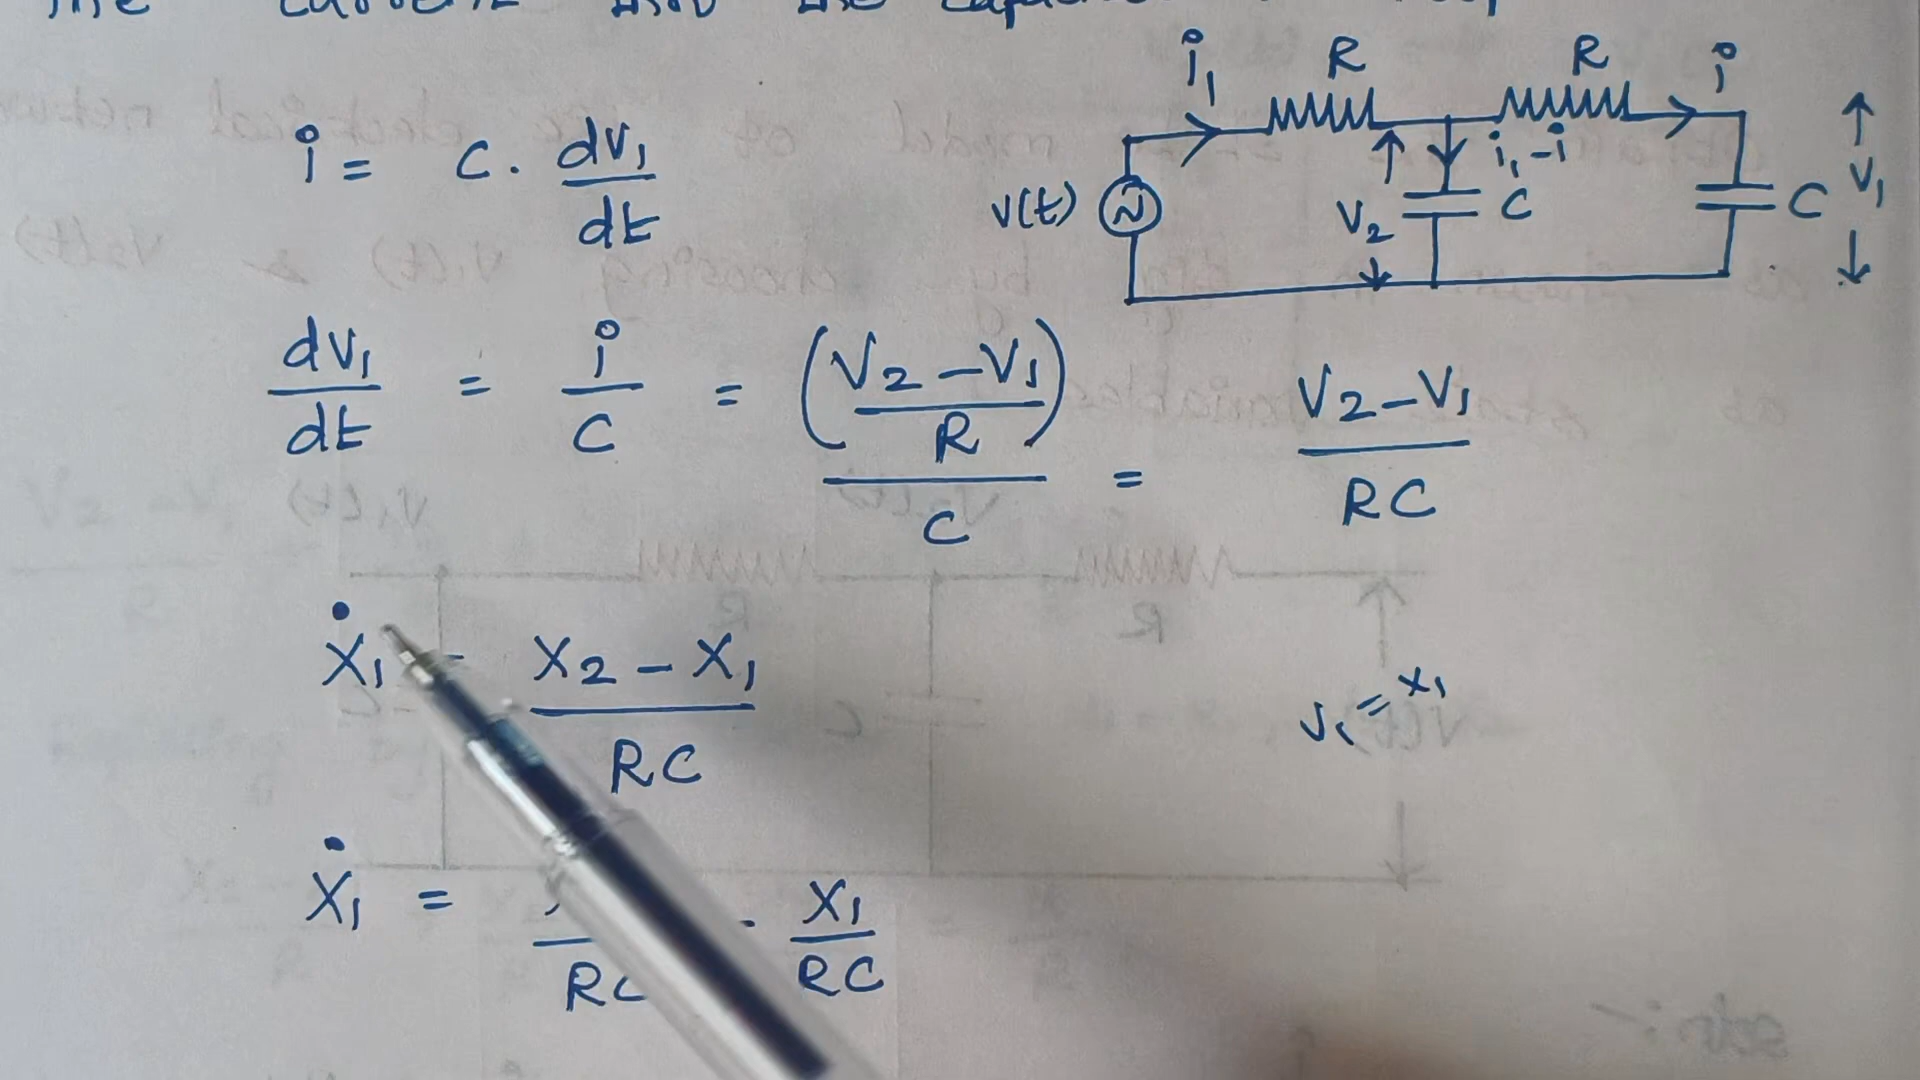 i₁ R R i
i = C . dv₁/dt
i₁-i
v(t) V₂ C C V₁
dv₁/dt = i/C = ((V₂-V₁)/R)/C = (V₂-V₁)/RC
Ẋ₁ = (X₂ - X₁)/RC
= X₁
Ẋ₁ = /RC - X₁/RC